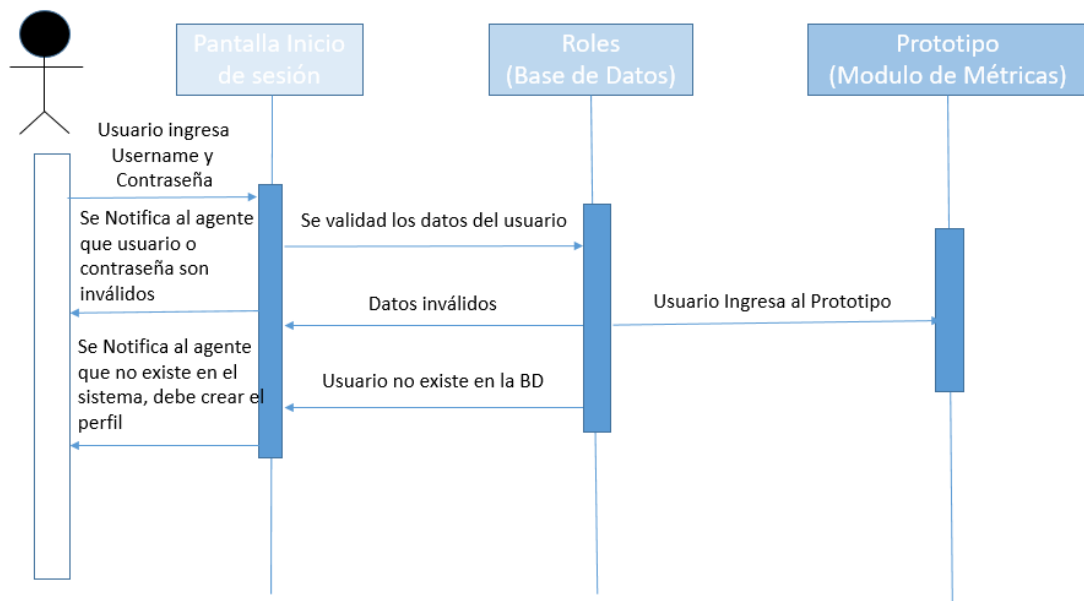 Pantalla Inicio
de sesión
Roles
(Base de Datos)
Prototipo
(Modulo de Métricas)
Usuario ingresa
Username y
Contraseña
Se Notifica al agente
que usuario o
contraseña son
inválidos
Se validad los datos del usuario
Datos inválidos
Usuario Ingresa al Prototipo
Se Notifica al agente
que no existe en el
sistema, debe crear el
perfil
Usuario no existe en la BD